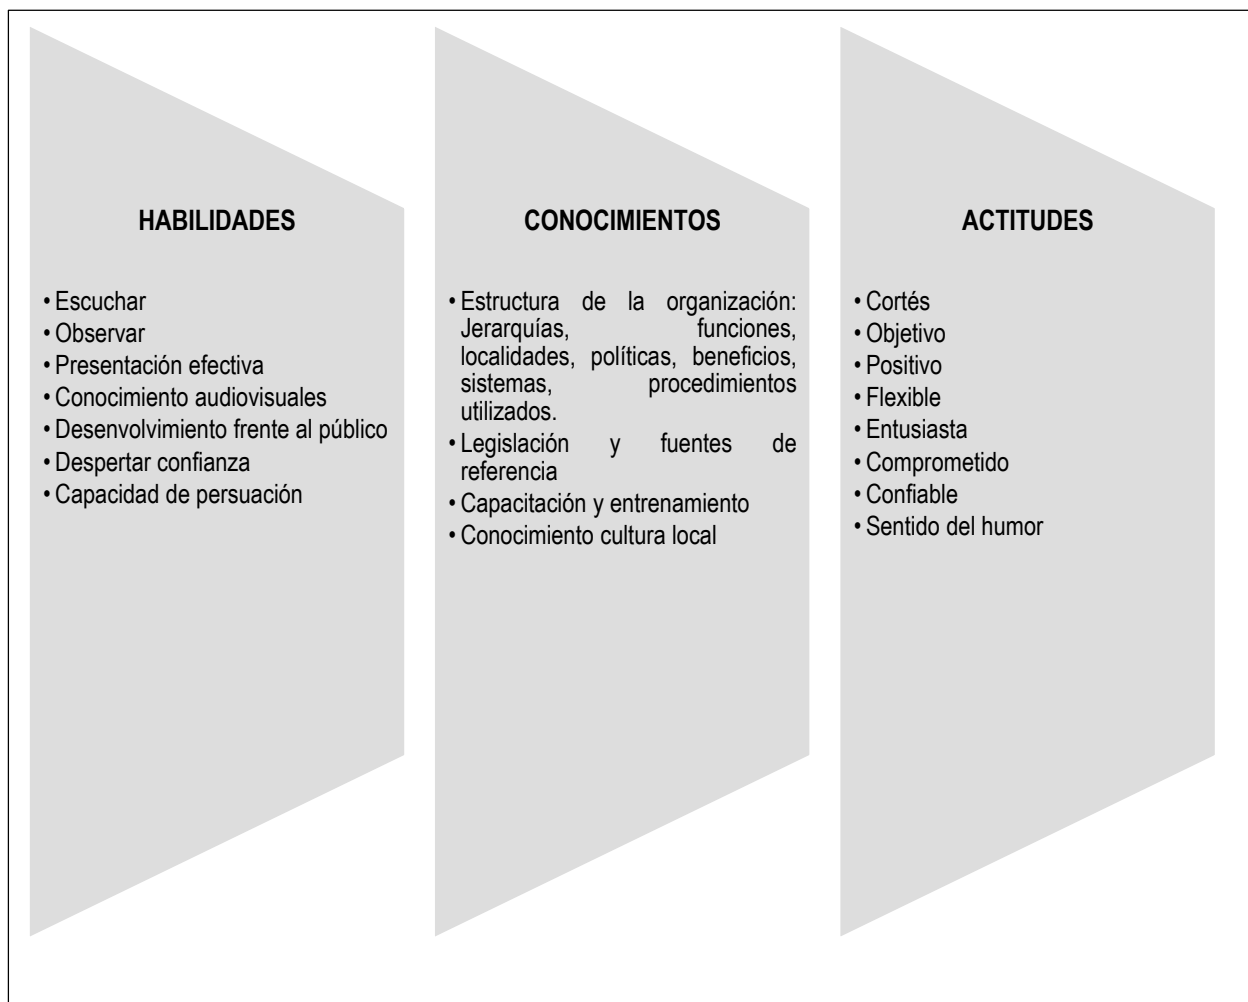 HABILIDADES
• Escuchar
• Observar
• Presentación efectiva
• Conocimiento audiovisuales
• Desenvolvimiento frente al público
• Despertar confianza
• Capacidad de persuación
CONOCIMIENTOS
• Estructura de la organización:
Jerarquías, funciones,
localidades, políticas, beneficios,
sistemas, procedimientos
utilizados.
• Legislación y fuentes de
referencia
• Capacitación y entrenamiento
• Conocimiento cultura local
ACTITUDES
• Cortés
• Objetivo
• Positivo
• Flexible
• Entusiasta
• Comprometido
• Confiable
• Sentido del humor